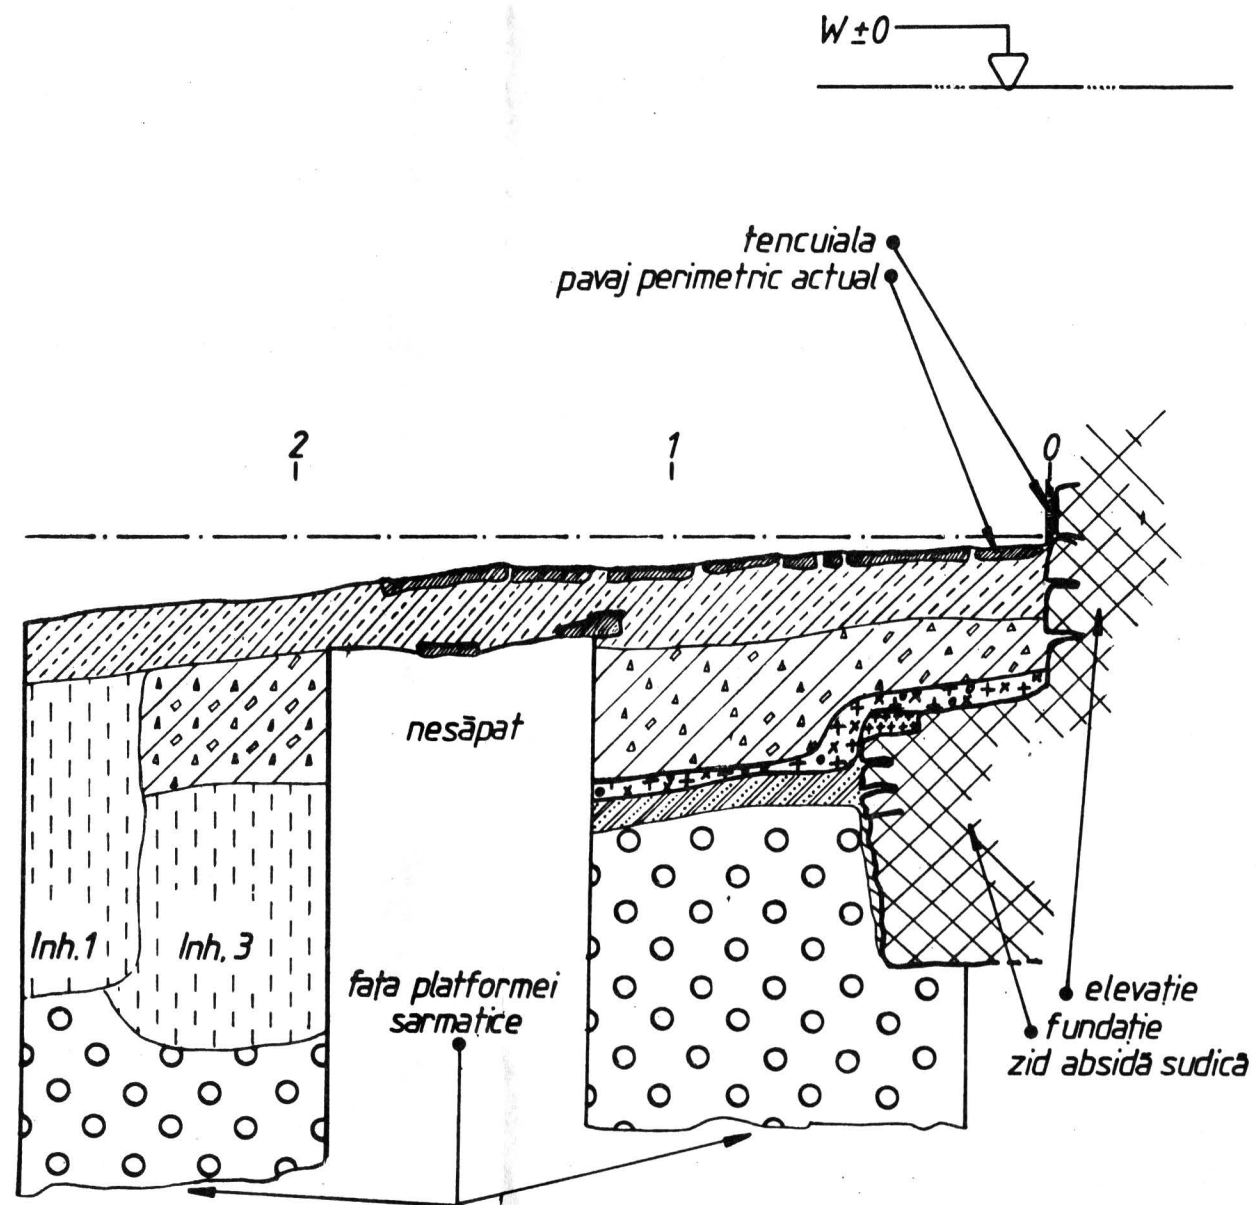 W±0
tencuiala
pavaj perimetric actual
2
1
0
nesăpat
Inh.1
Inh.3
fața platformei
sarmatice
elevație
fundație
zid absidă sudică